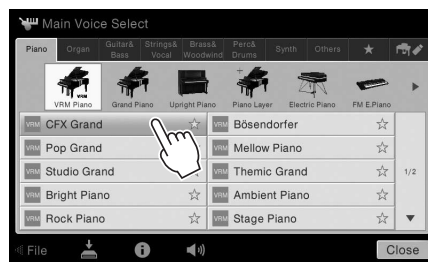 Main Voice Select
Piano Organ Guitar& Bass Strings& Vocal Brass& Woodwind Perc& Drums Synth Others
VRM Piano Grand Piano Upright Piano Piano Layer Electric Piano FM E.Piano
VRM CFX Grand VRM Bösendorfer
VRM Pop Grand VRM Mellow Piano
VRM Studio Grand VRM Themic Grand 1/2
VRM Bright Piano VRM Ambient Piano
VRM Rock Piano VRM Stage Piano
File Close